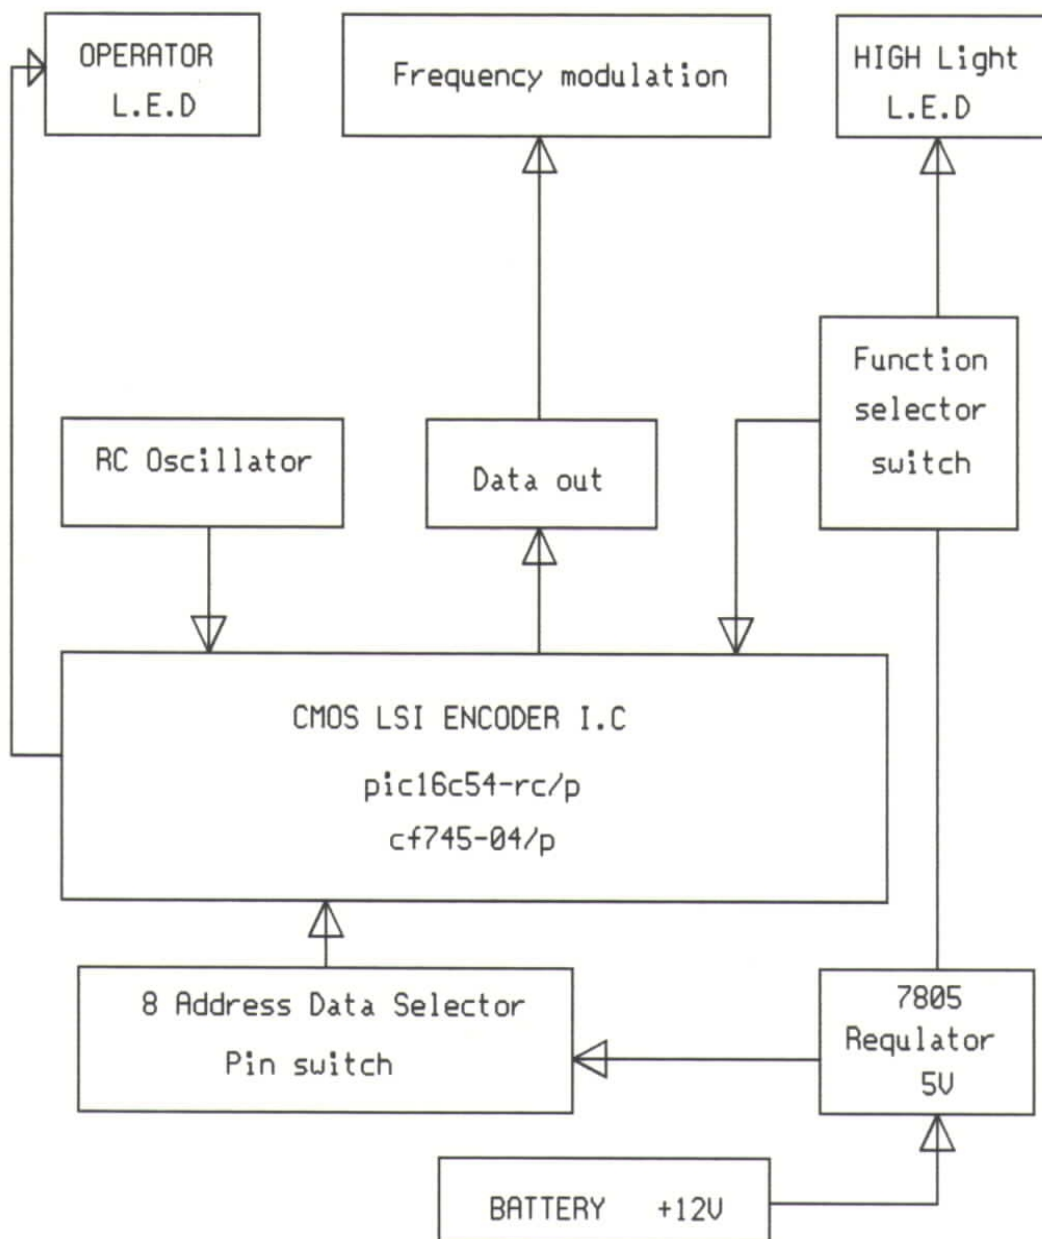 OPERATOR
L.E.D
Frequency modulation
HIGH Light
L.E.D
Function
selector
switch
RC Oscillator
Data out
CMOS LSI ENCODER I.C
pic16c54-rc/p
cf745-04/p
8 Address Data Selector
Pin switch
7805
Requlator
5V
BATTERY +12V